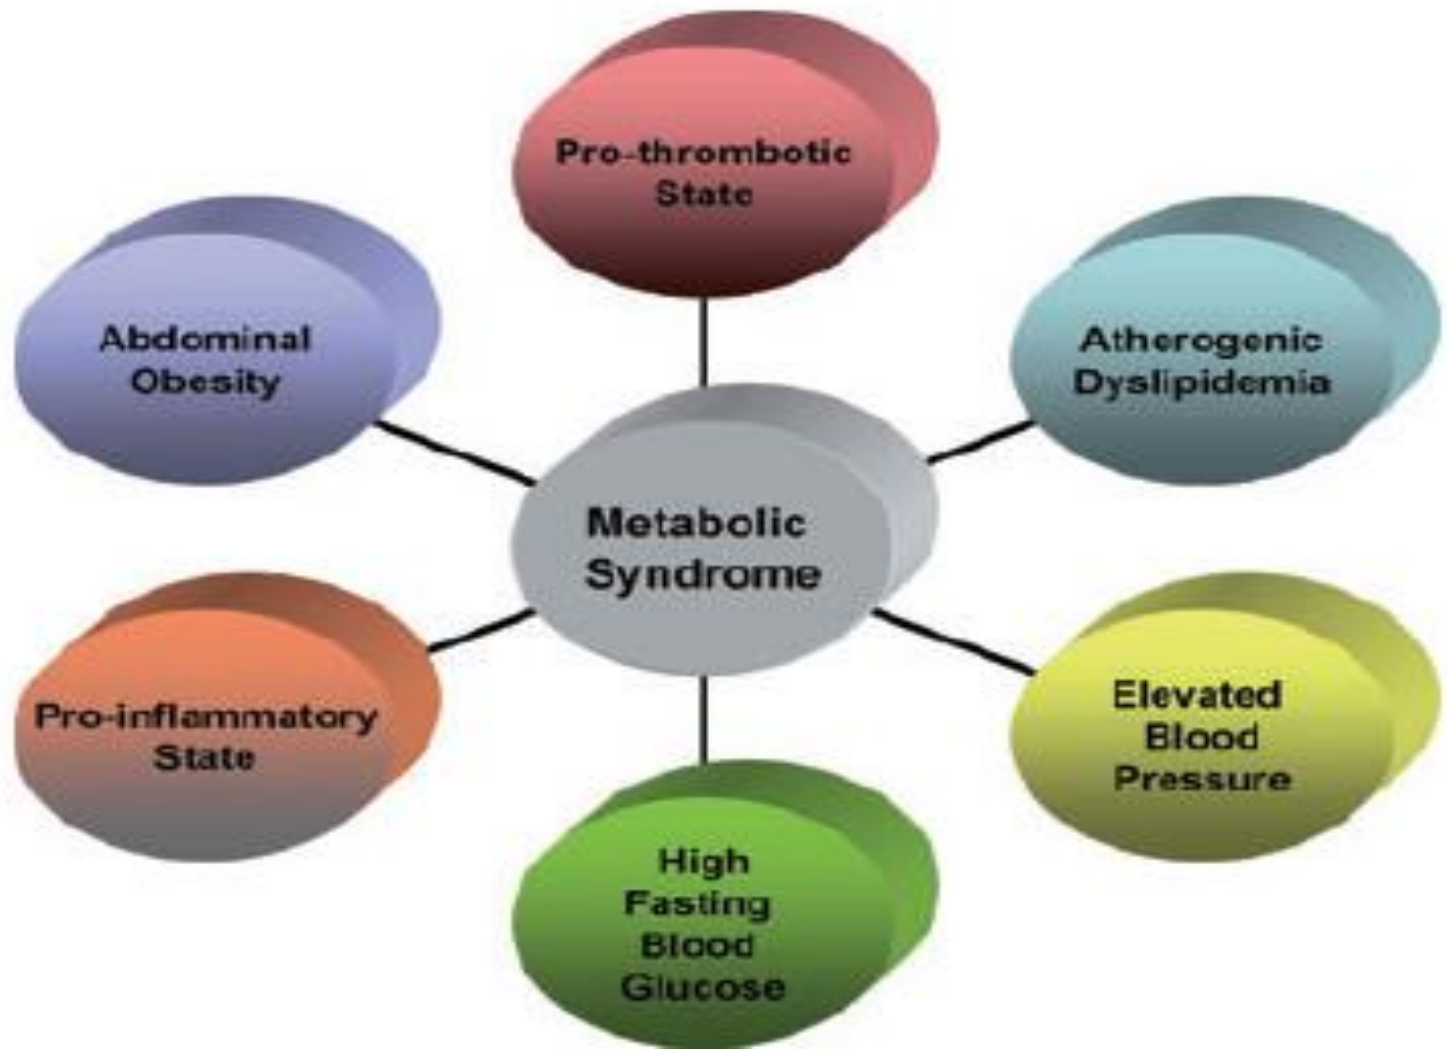 Pro-thrombotic
State
Abdominal
Obesity
Atherogenic
Dyslipidemia
Metabolic
Syndrome
Pro-inflammatory
State
Elevated
Blood
Pressure
High
Fasting
Blood
Glucose